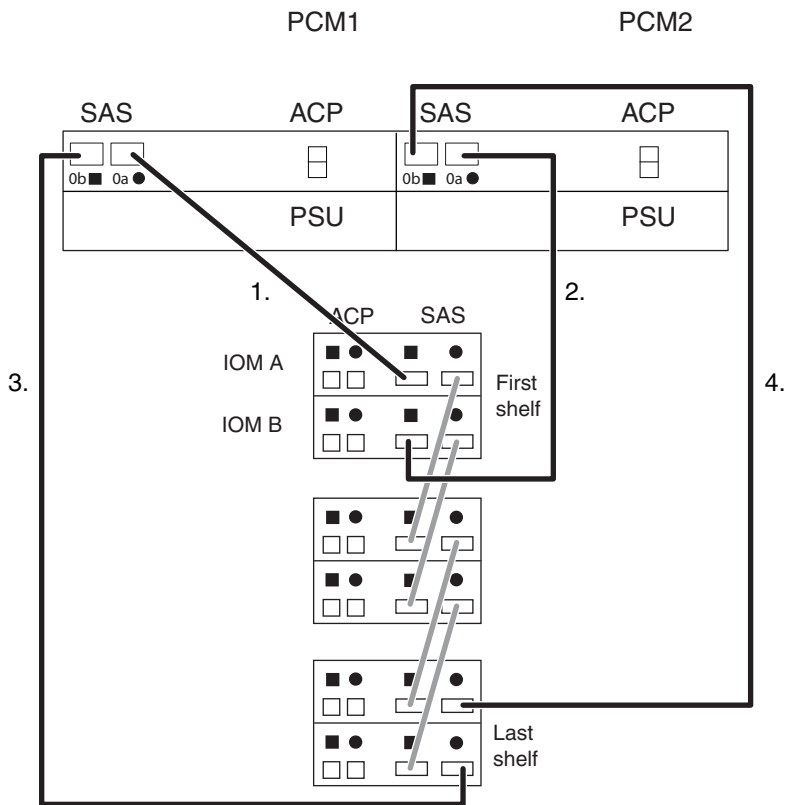 PCM1 PCM2
SAS ACP SAS ACP
0b 0a 0b 0a
PSU PSU
1. 2.
ACP SAS
IOM A
First
shelf
3. 4.
IOM B
Last
shelf